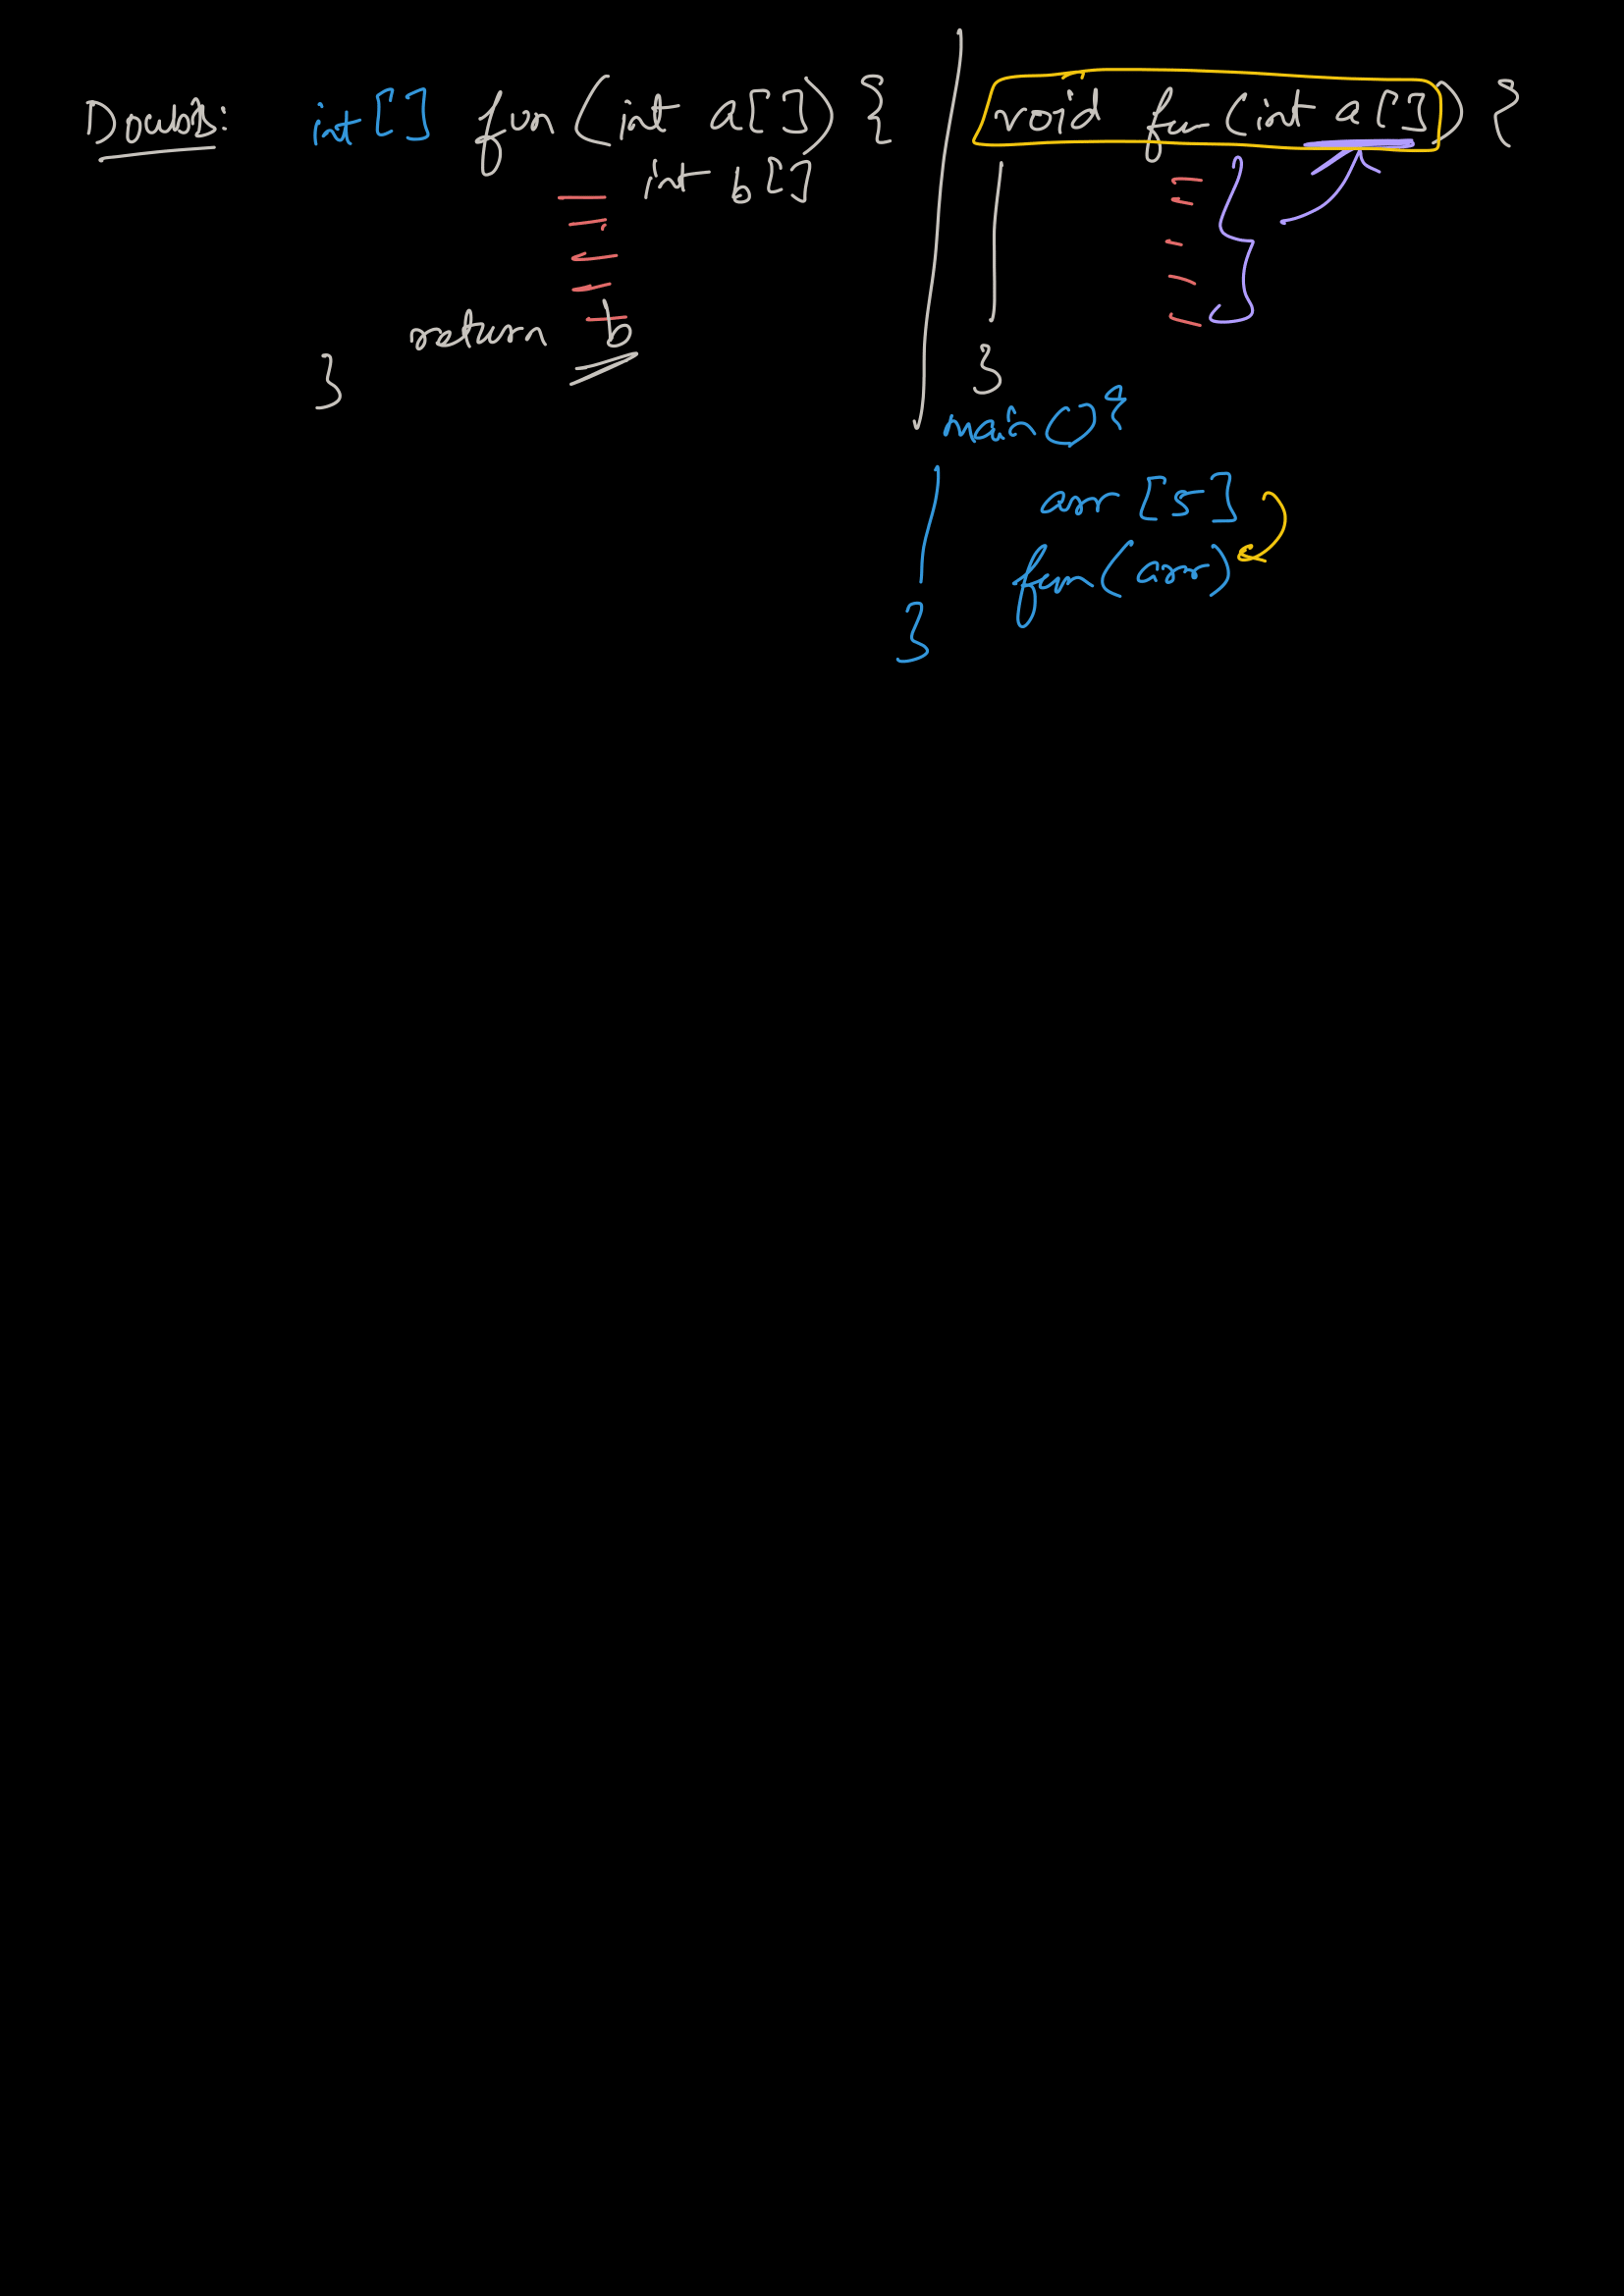 Doubts: int[] fun(int a[]) {
int b[]
return b
}
void fun(int a[]) {
}
main() {
arr[5]
fun(arr)
}